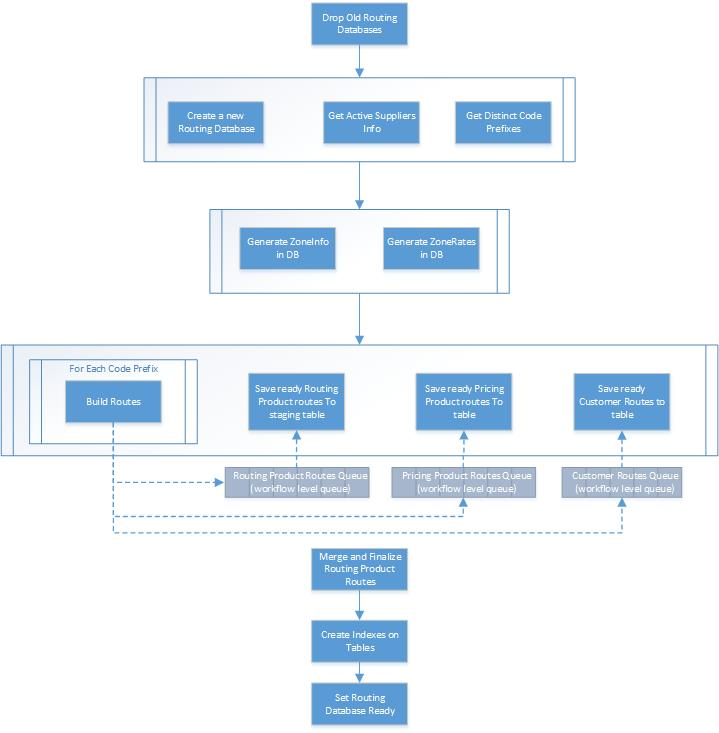 Drop Old Routing
Databases
Create a new
Routing Database
Get Active Suppliers
Info
Get Distinct Code
Prefixes
Generate ZoneInfo
in DB
Generate ZoneRates
in DB
For Each Code Prefix
Build Routes
Save ready Routing
Product routes To
staging table
Save ready Pricing
Product routes To
table
Save ready
Customer Routes to
table
Routing Product Routes Queue
(workflow level queue)
Pricing Product Routes Queue
(workflow level queue)
Customer Routes Queue
(workflow level queue)
Merge and Finalize
Routing Product
Routes
Create Indexes on
Tables
Set Routing
Database Ready